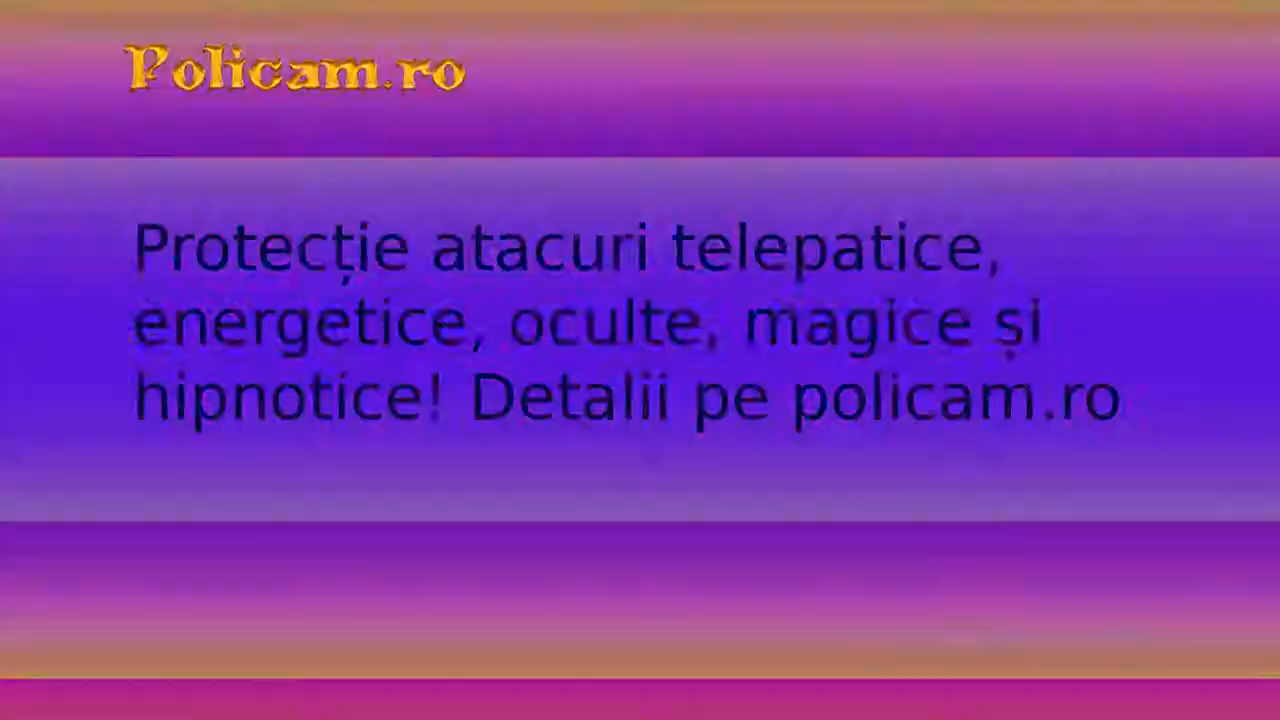 Policam.ro
Protecție atacuri telepatice,
energetice, oculte, magice și
hipnotice! Detalii pe policam.ro